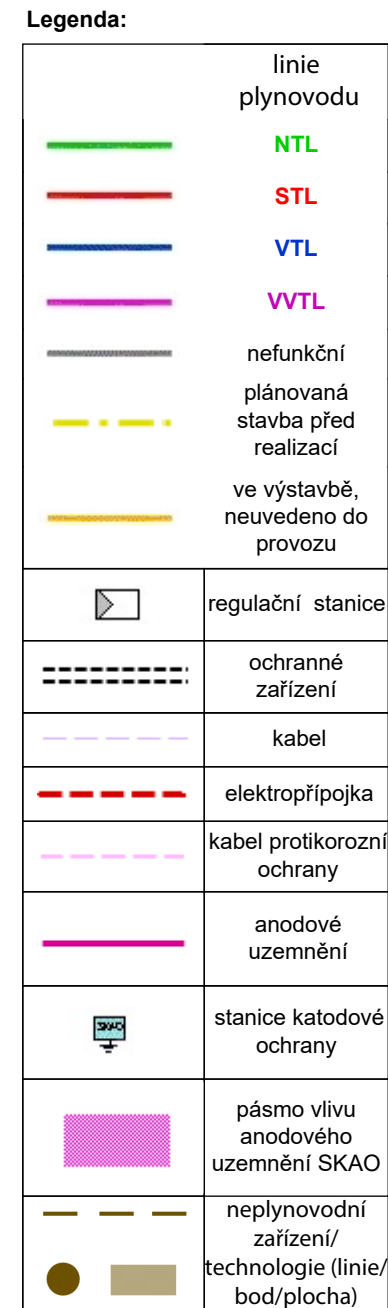 Legenda:
linie
plynovodu
NTL
STL
VTL
VVTL
nefunkční
plánovaná
stavba před
realizací
ve výstavbě,
neuvedeno do
provozu
regulační stanice
ochranné
zařízení
kabel
elektropřípojka
kabel protikorozní
ochrany
anodové
uzemnění
SKAO
stanice katodové
ochrany
pásmo vlivu
anodového
uzemnění SKAO
neplynovodní
zařízení/
technologie (linie/
bod/plocha)